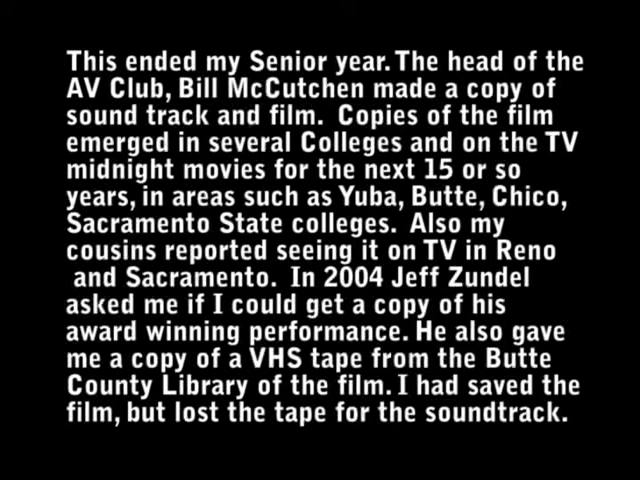 This ended my Senior year. The head of the
AV Club, Bill McCutchen made a copy of
sound track and film. Copies of the film
emerged in several Colleges and on the TV
midnight movies for the next 15 or so
years, in areas such as Yuba, Butte, Chico,
Sacramento State colleges. Also my
cousins reported seeing it on TV in Reno
and Sacramento. In 2004 Jeff Zundel
asked me if I could get a copy of his
award winning performance. He also gave
me a copy of a VHS tape from the Butte
County Library of the film. I had saved the
film, but lost the tape for the soundtrack.